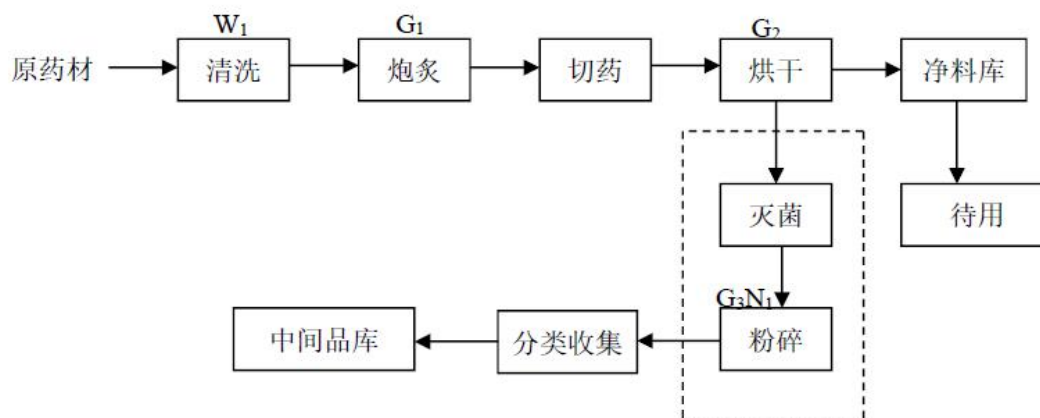 W₁ G₁ G₂
原药材 清洗 炮炙 切药 烘干 净料库
灭菌 待用
G₃N₁
中间品库 分类收集 粉碎